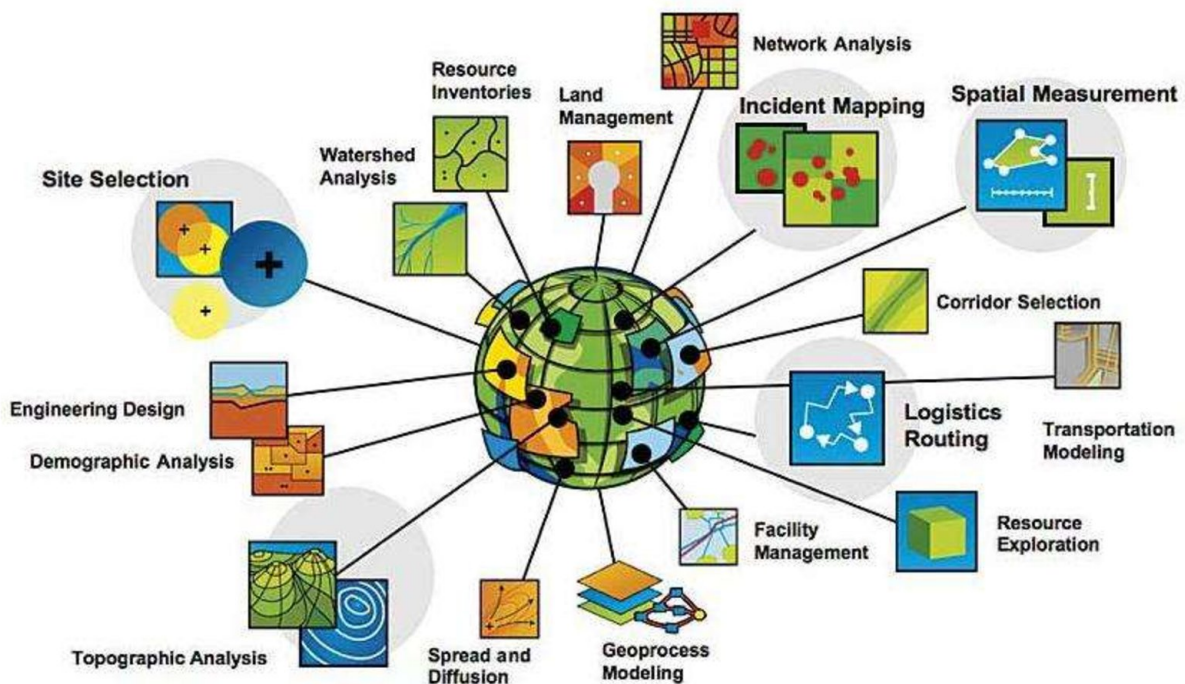 Network Analysis
Resource
Inventories
Land
Management
Incident Mapping
Spatial Measurement
Watershed
Analysis
Site Selection
Corridor Selection
Engineering Design
Logistics
Routing
Transportation
Modeling
Demographic Analysis
Facility
Management
Resource
Exploration
Topographic Analysis
Spread and
Diffusion
Geoprocess
Modeling